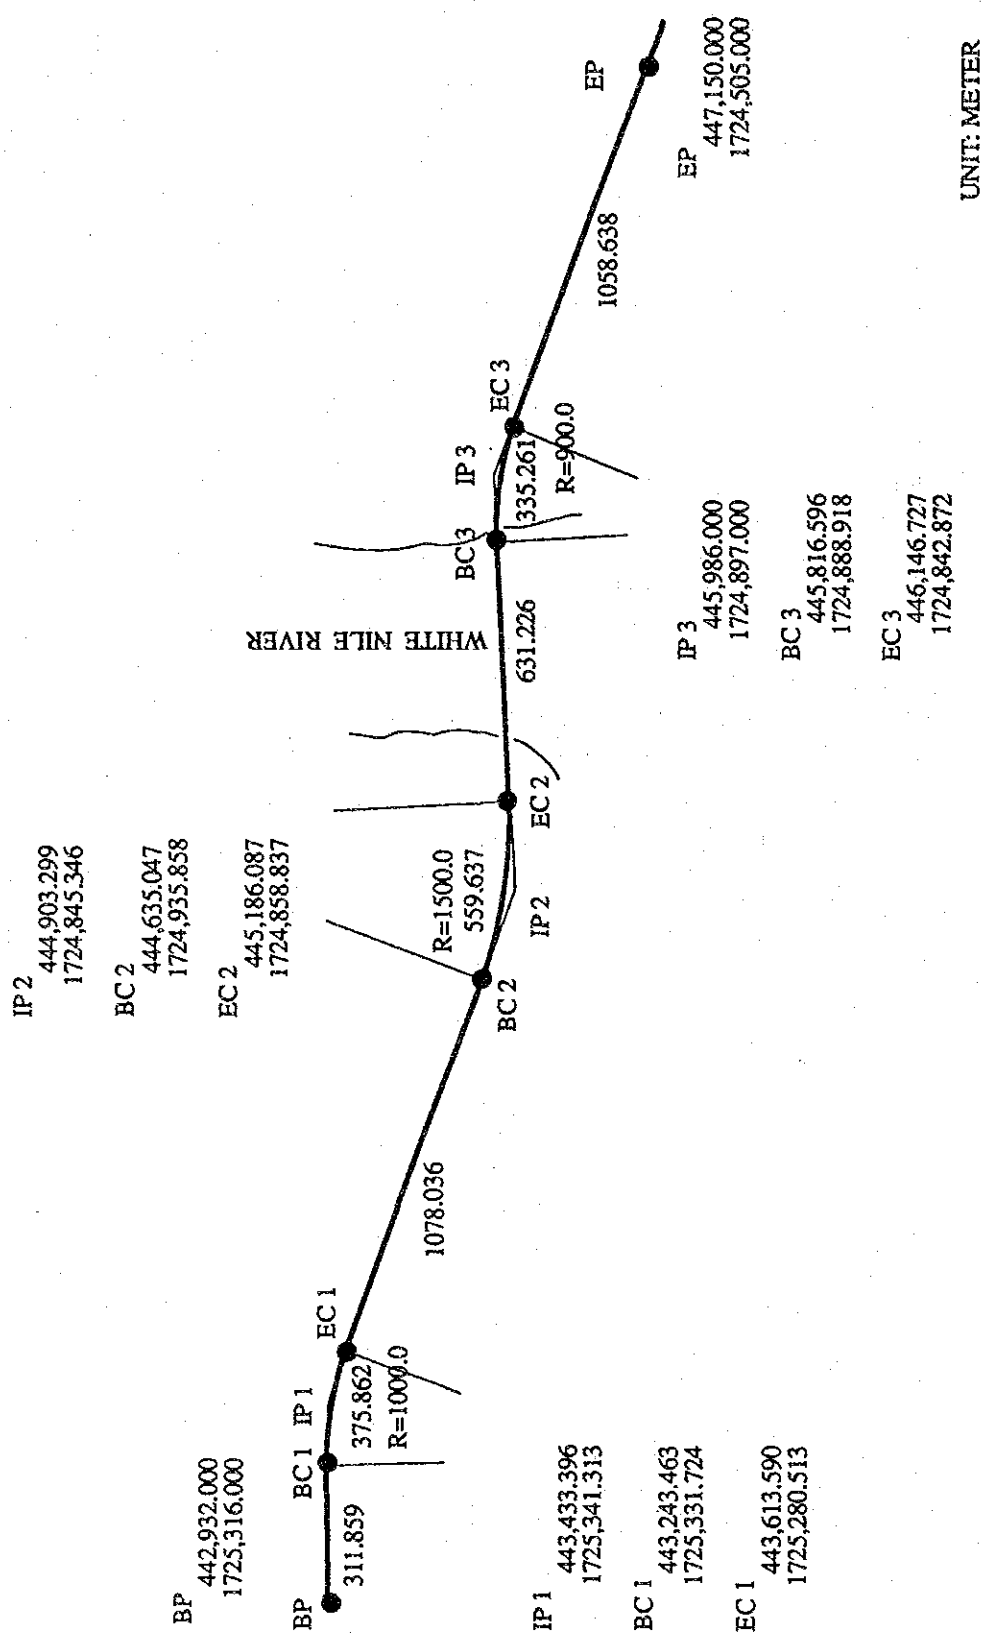 IP 2
444,903.299
1724,845.346
BC 2
444,635.047
1724,935.858
EC 2
445,186.087
1724,858.837
BP
442,932.000
1725,316.000
BP
311.859
BC 1
IP 1
375.862
R=1000.0
EC 1
1078.036
BC 2
R=1500.0
559.637
IP 2
EC 2
WHITE NILE RIVER
631.226
BC 3
IP 3
335.261
R=900.0
EC 3
1058.638
EP
IP 1
443,433.396
1725,341.313
BC 1
443,243.463
1725,331.724
EC 1
443,613.590
1725,280.513
IP 3
445,986.000
1724,897.000
BC 3
445,816.596
1724,888.918
EC 3
446,146.727
1724,842.872
EP
447,150.000
1724,505.000
UNIT: METER